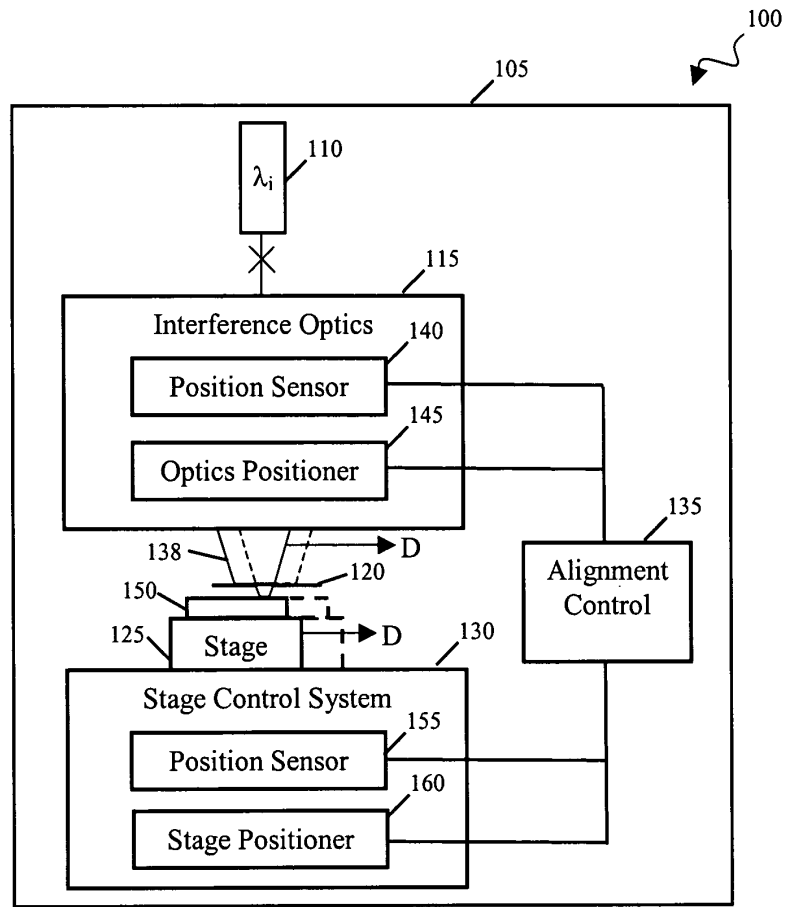 100
105
110
λi
115
Interference Optics
140
Position Sensor
145
Optics Positioner
138
D
120
135
Alignment
Control
150
125
Stage
D
130
Stage Control System
155
Position Sensor
160
Stage Positioner